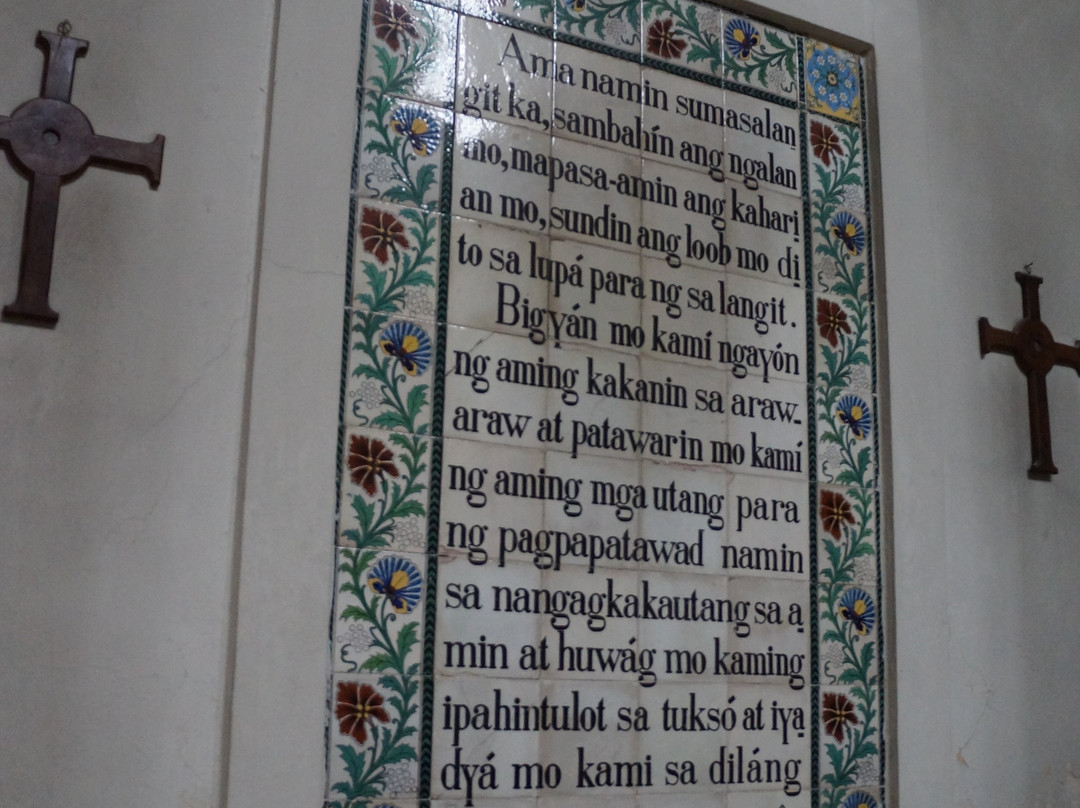 Ama namin sumasalan̲
git ka, sambahín ang ngalan
mo, mapasa-amin ang kahari̲
an mo, sundin ang loob mo di̲
to sa lupá para ng sa langit.
Bigyán mo kamí ngayón
ng aming kakanin sa araw-
araw at patawarin mo kamí
ng aming mga utang para
ng pagpapatawad namin
sa nangagkakautang sa a̲
min at huwág mo kaming
ipahintulot sa tuksó at iya̲
dyá mo kami sa diláng